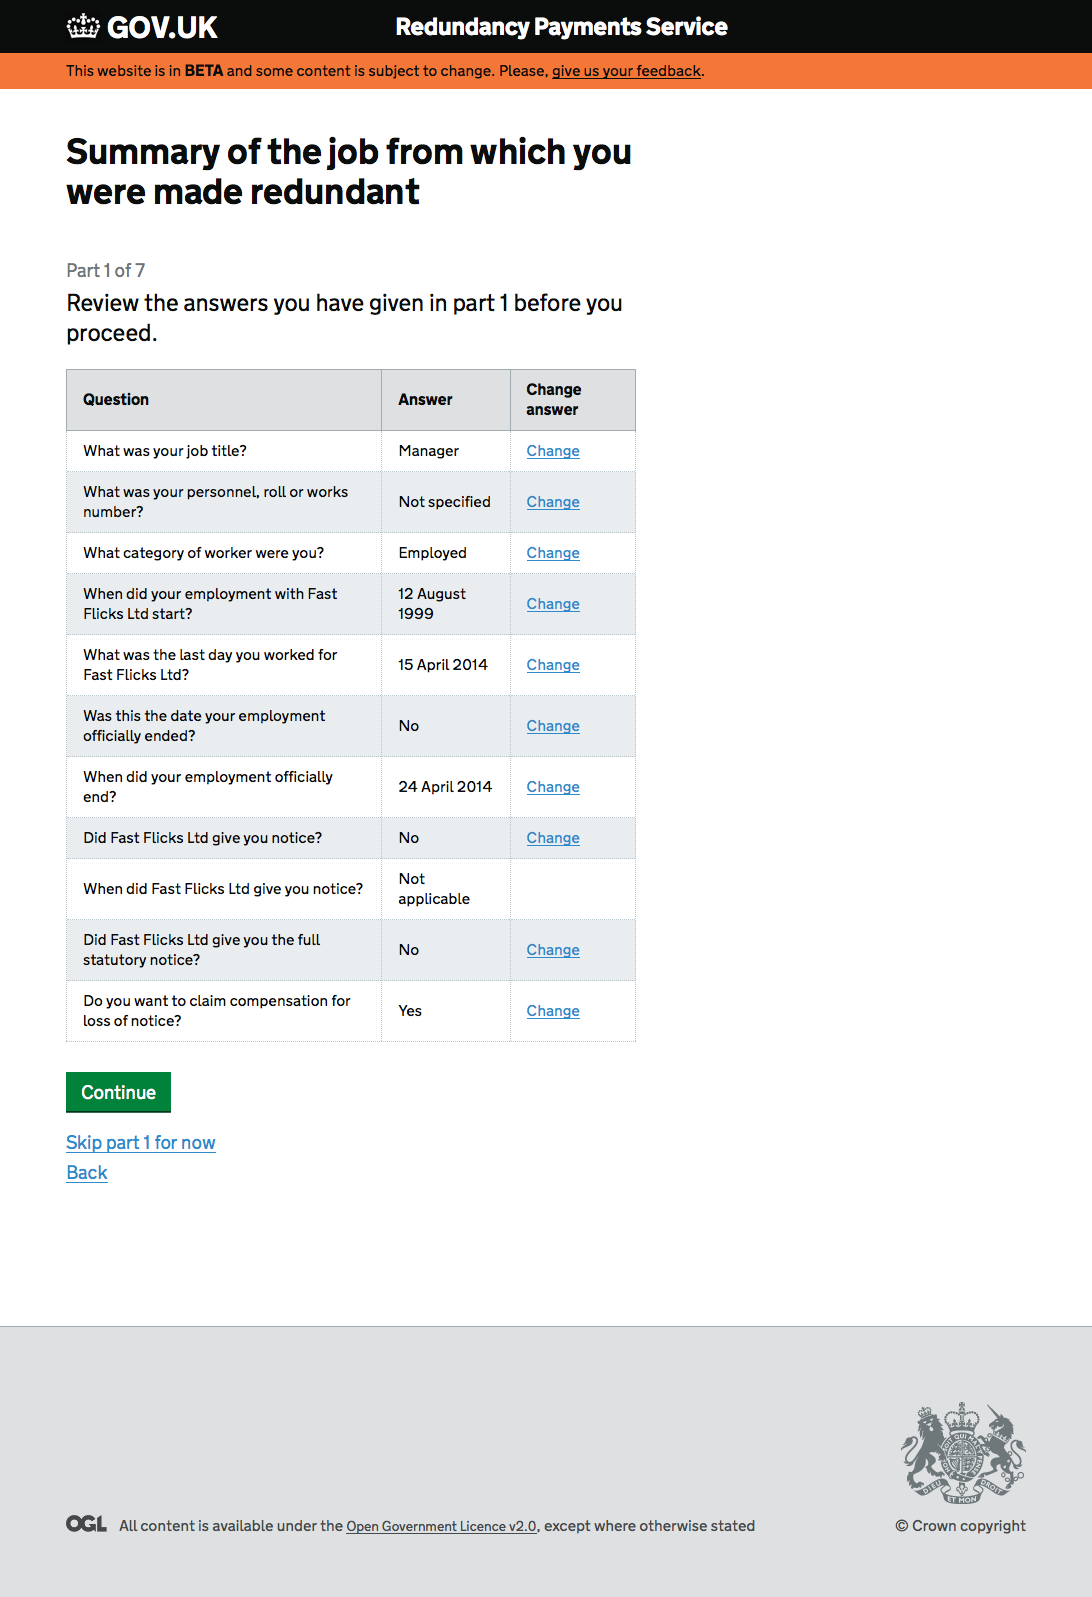 GOV.UK Redundancy Payments Service
This website is in BETA and some content is subject to change. Please, give us your feedback.
Summary of the job from which you
were made redundant
Part 1 of 7
Review the answers you have given in part 1 before you
proceed.
Question Answer Change
answer
What was your job title? Manager Change
What was your personnel, roll or works
number? Not specified Change
What category of worker were you? Employed Change
When did your employment with Fast
Flicks Ltd start? 12 August
1999 Change
What was the last day you worked for
Fast Flicks Ltd? 15 April 2014 Change
Was this the date your employment
officially ended? No Change
When did your employment officially
end? 24 April 2014 Change
Did Fast Flicks Ltd give you notice? No Change
When did Fast Flicks Ltd give you notice? Not
applicable
Did Fast Flicks Ltd give you the full
statutory notice? No Change
Do you want to claim compensation for
loss of notice? Yes Change
Continue
Skip part 1 for now
Back
DIEU ET MON DROIT
OGL All content is available under the Open Government Licence v2.0, except where otherwise stated
© Crown copyright